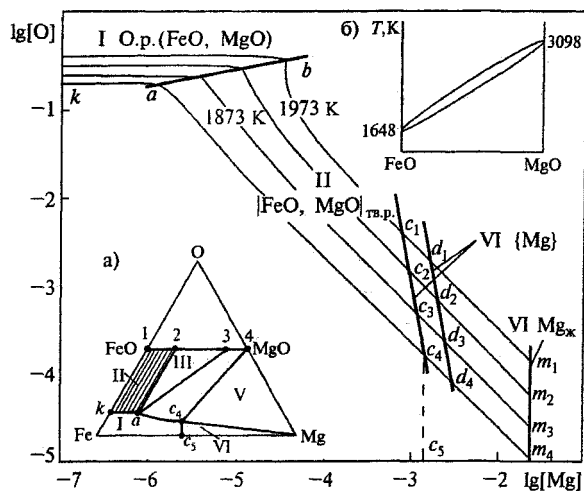 lg[O]
I О.р.(FeO, MgO)
б) T,К
3098
1648
FeO
MgO
b
k
a
1973 К
1873 К
II
|FeO, MgO|тв.р.
-1
-2
-3
-4
-5
c₁
d₁
VI {Mg}
c₂
d₂
c₃
d₃
c₄
d₄
VI Mgж
m₁
m₂
m₃
m₄
c₅
а)
O
1
2
3
4
FeO
MgO
III
II
V
k
I
a
c₄
VI
c₅
Fe
Mg
-7
-6
-5
-4
-3
-2
-1
lg[Mg]